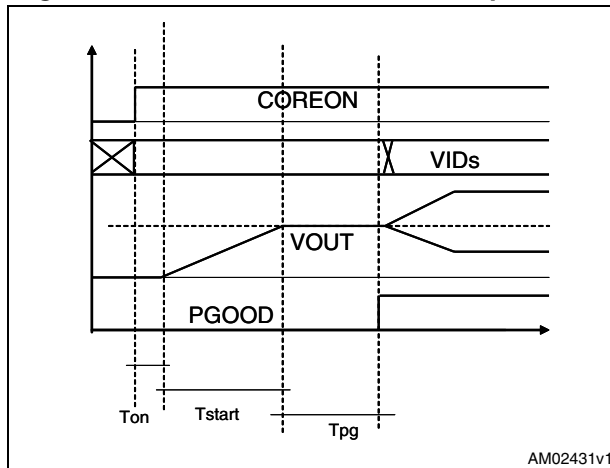 COREON
VIDs
VOUT
PGOOD
Ton
Tstart
Tpg
AM02431v1